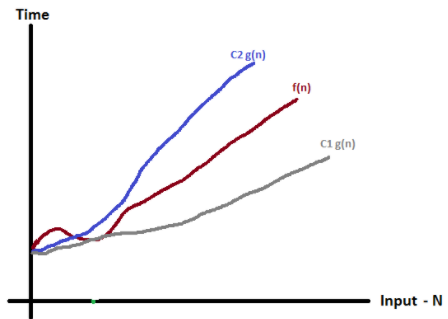 Time
C2 g(n)
f(n)
C1 g(n)
Input - N